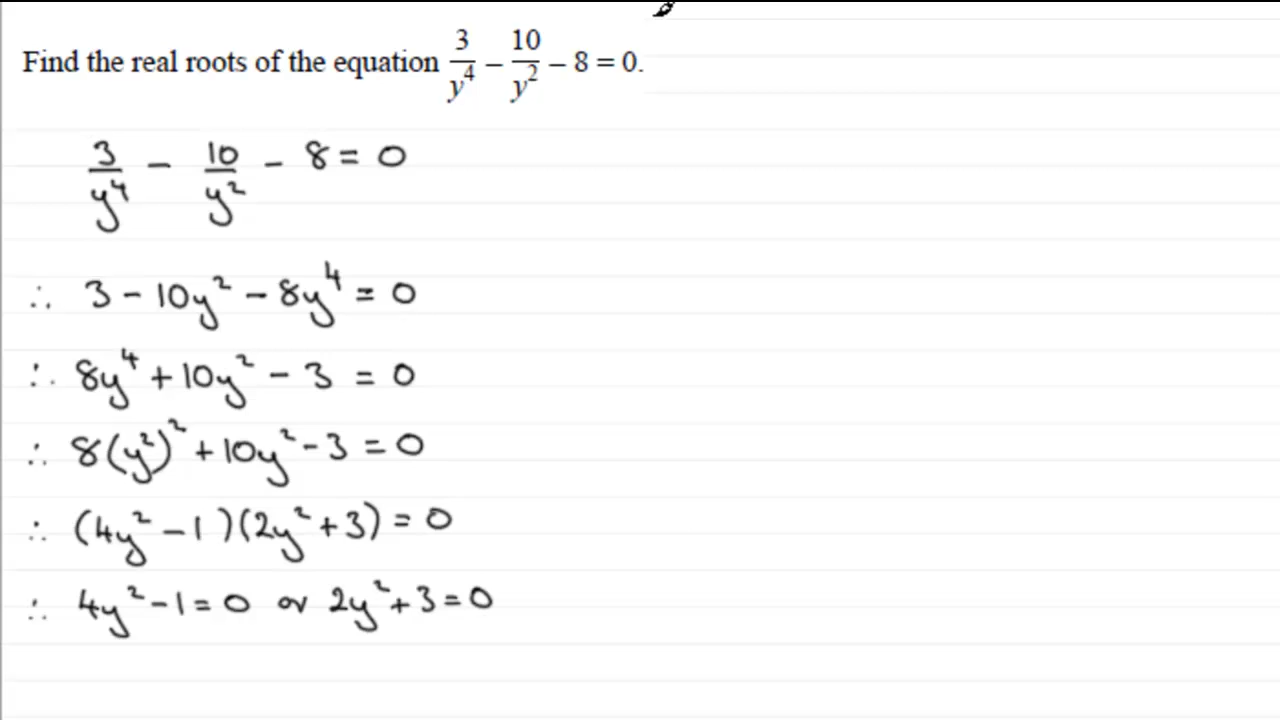 Find the real roots of the equation 3/y⁴ – 10/y² – 8 = 0.
3/y⁴ – 10/y² – 8 = 0
∴ 3 – 10y² – 8y⁴ = 0
∴ 8y⁴ + 10y² – 3 = 0
∴ 8(y²)² + 10y² – 3 = 0
∴ (4y² – 1)(2y² + 3) = 0
∴ 4y² – 1 = 0 or 2y² + 3 = 0